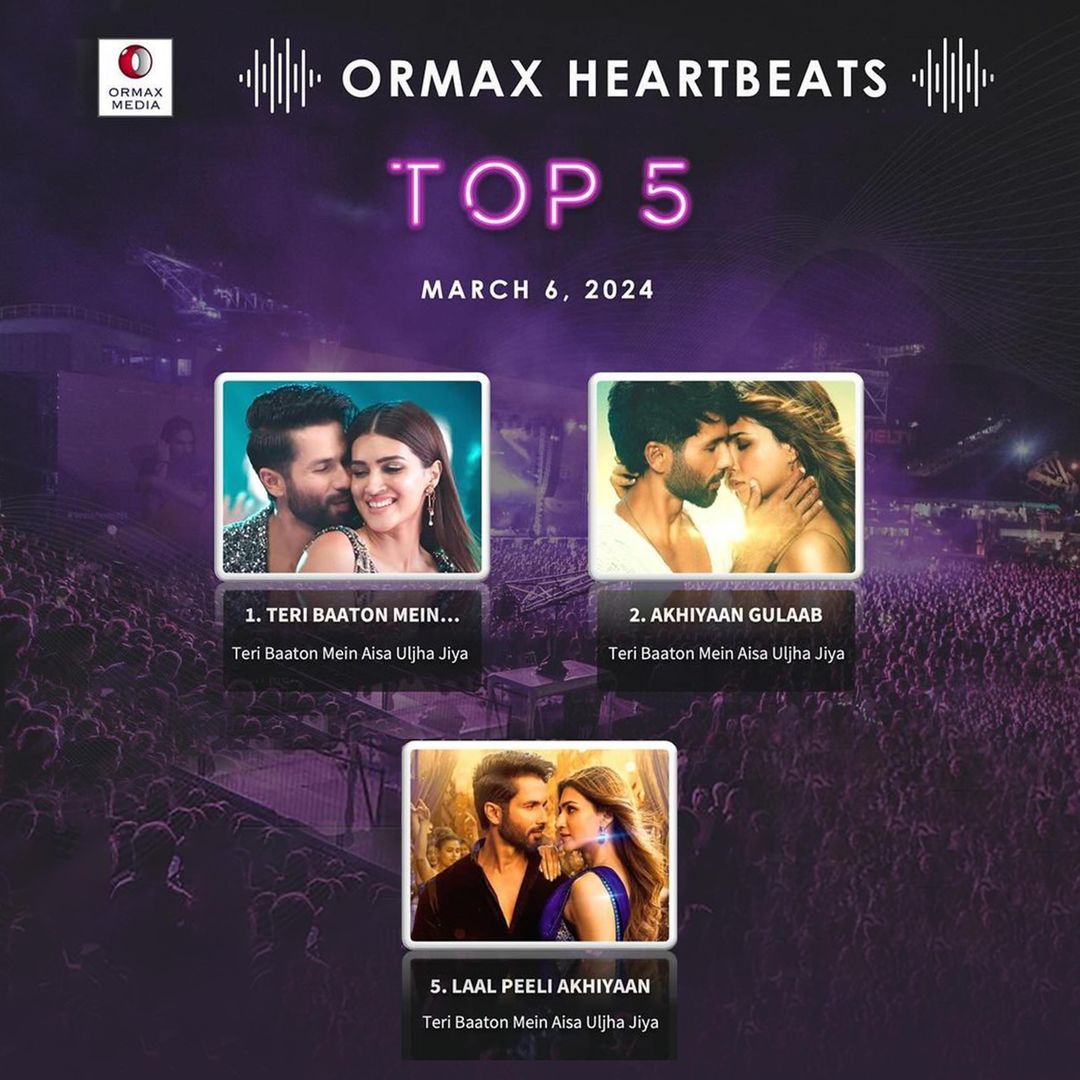 ORMAX
MEDIA
ORMAX HEARTBEATS
TOP 5
MARCH 6, 2024
1. TERI BAATON MEIN...
Teri Baaton Mein Aisa Uljha Jiya
2. AKHIYAAN GULAAB
Teri Baaton Mein Aisa Uljha Jiya
5. LAAL PEELI AKHIYAAN
Teri Baaton Mein Aisa Uljha Jiya